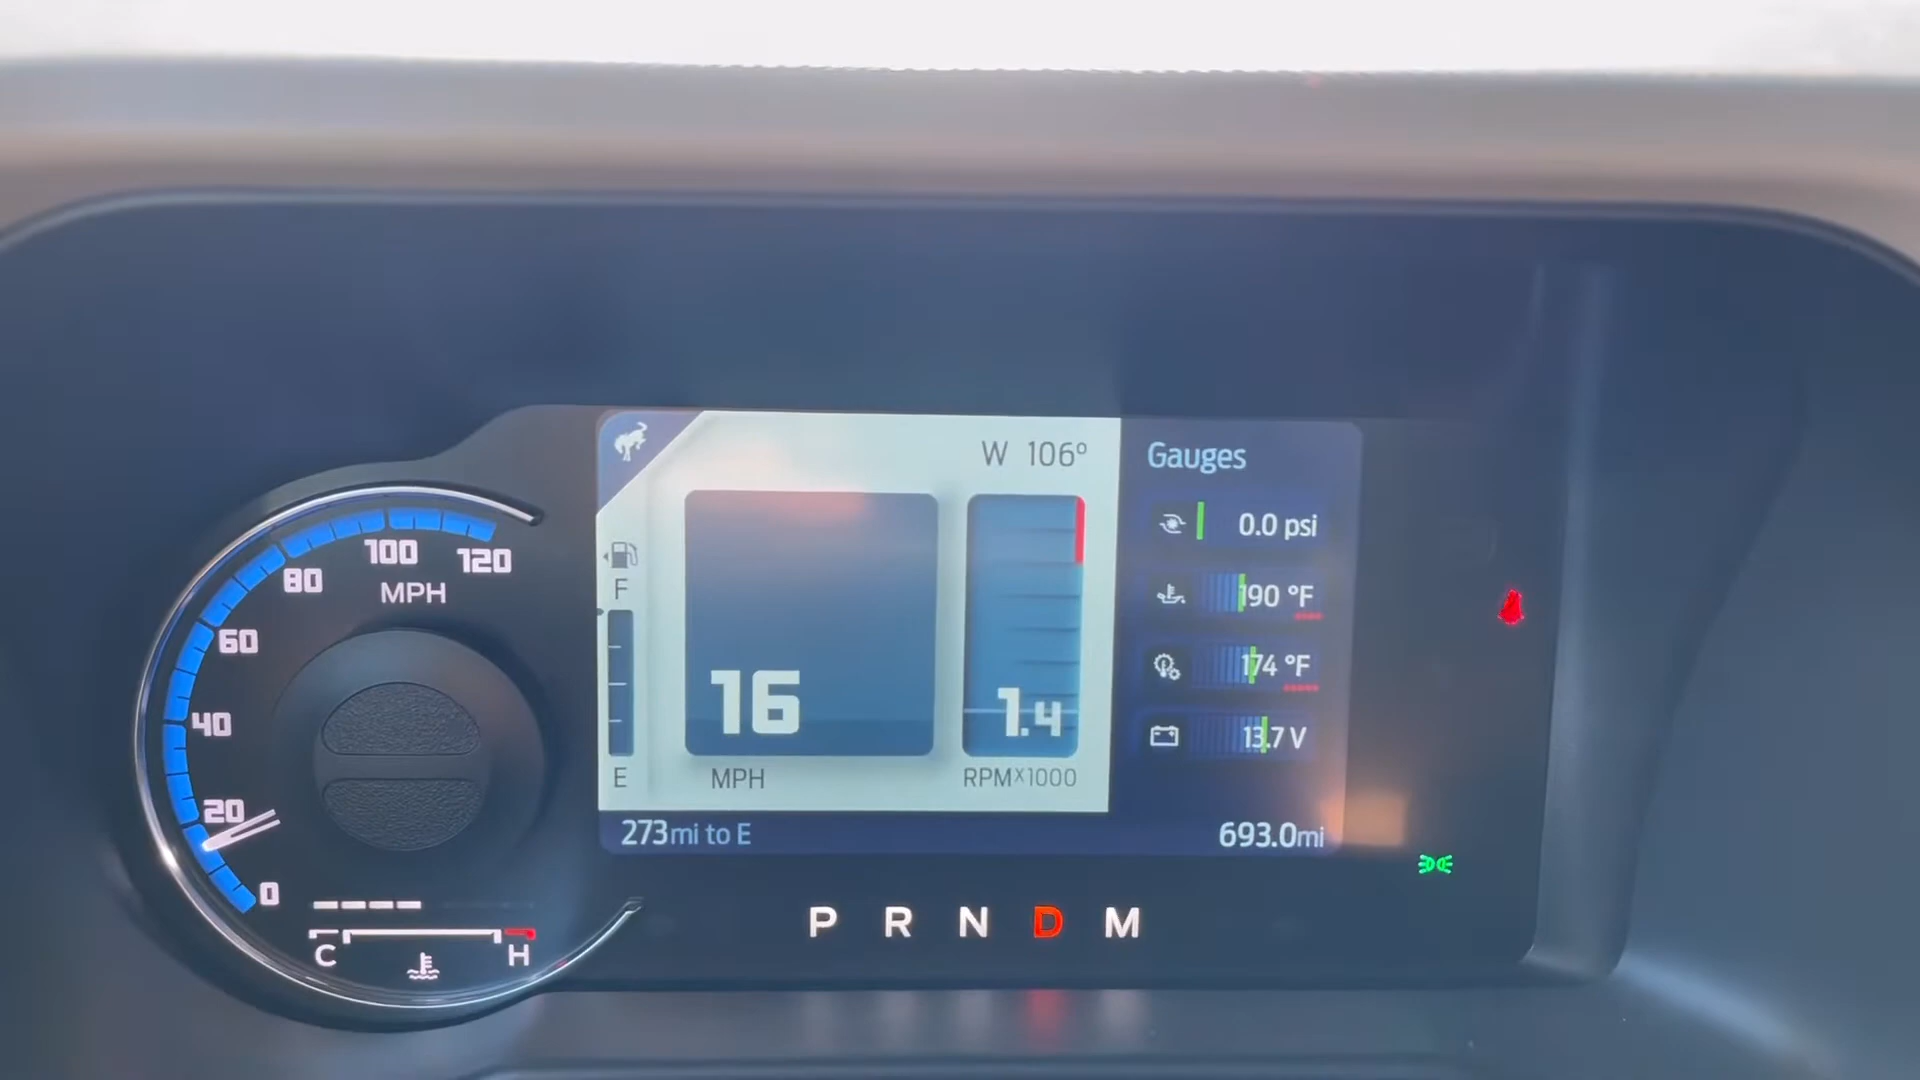 W 106°
Gauges
0.0 psi
190 °F
174 °F
13.7 V
F
E
16
MPH
1.4
RPMx1000
273mi to E
693.0mi
120
100
80
60
40
20
0
MPH
C
H
P R N D M